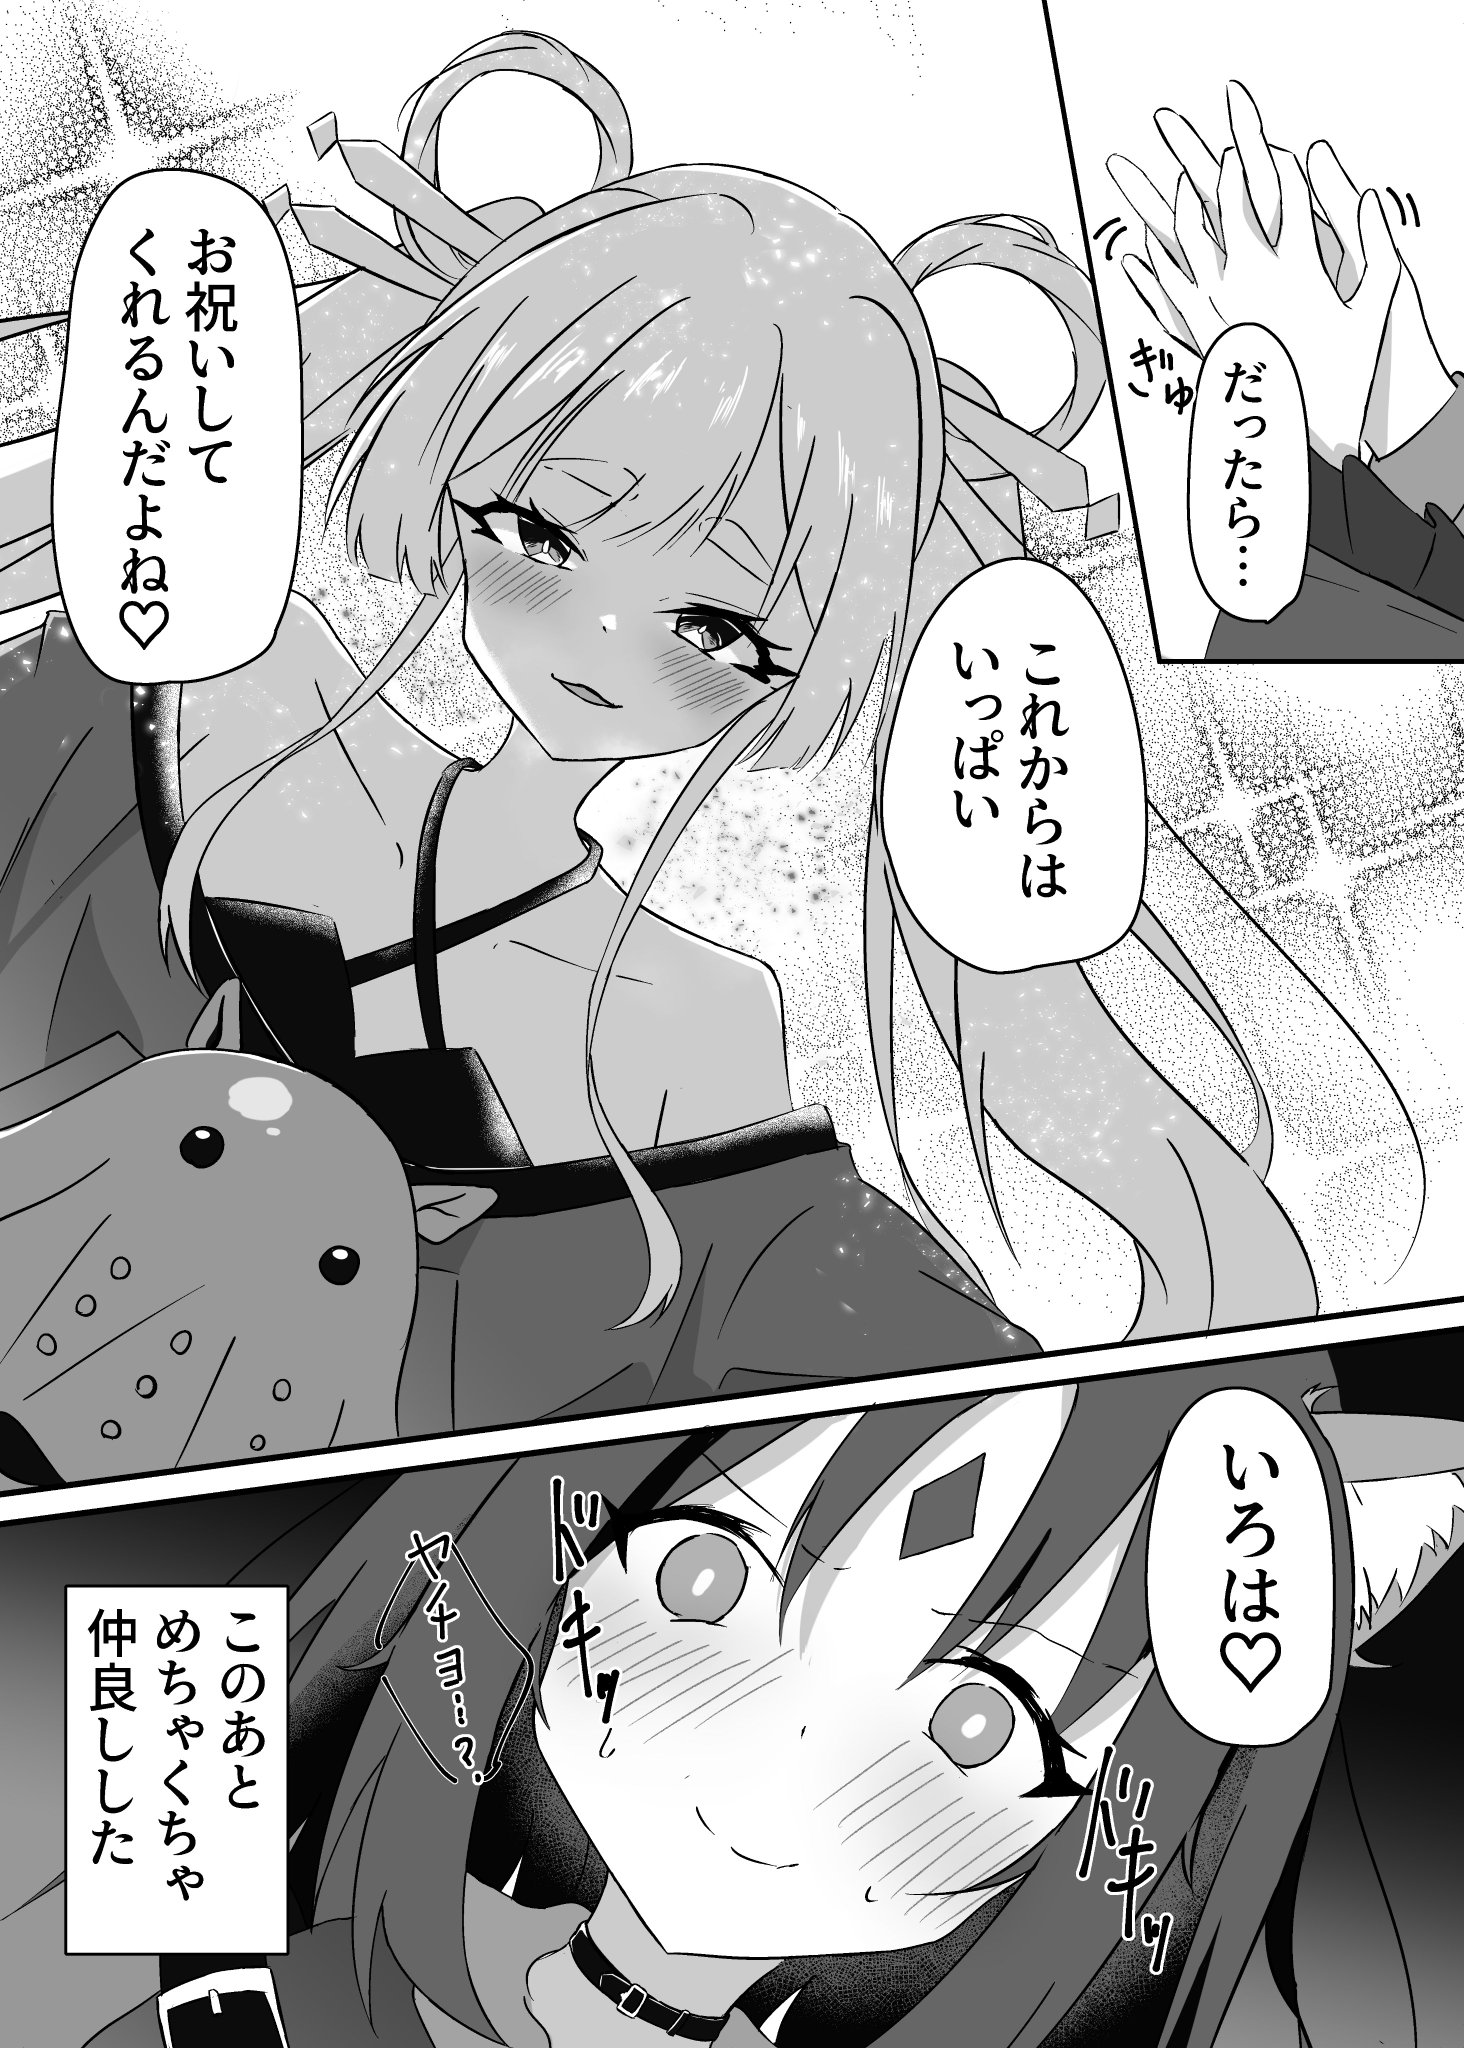 だったら…
ぎゅ
これからは
いっぱい
お祝いして
くれるんだよね♡
いろは♡
ドキッ
ドキッ
ヤチヨ…?
このあと
めちゃくちゃ
仲良しした